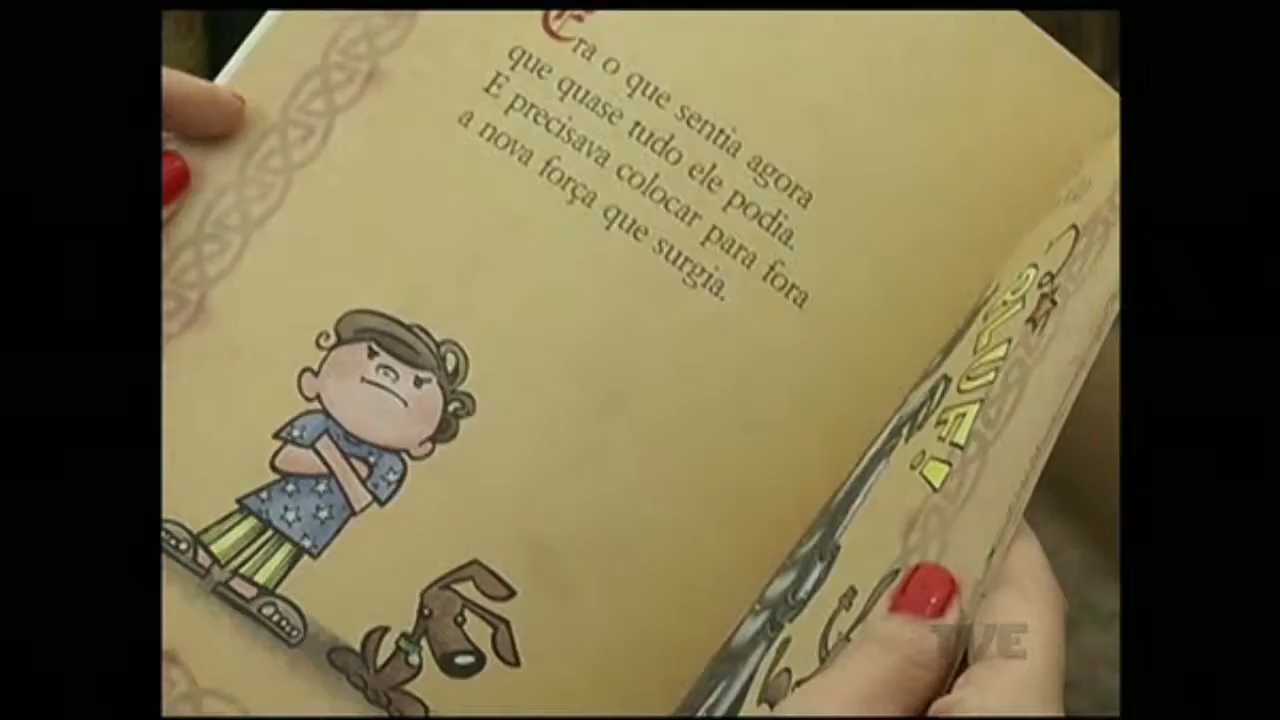 Era o que sentia agora
que quase tudo ele podia.
E precisava colocar para fora
a nova força que surgia.
TVE